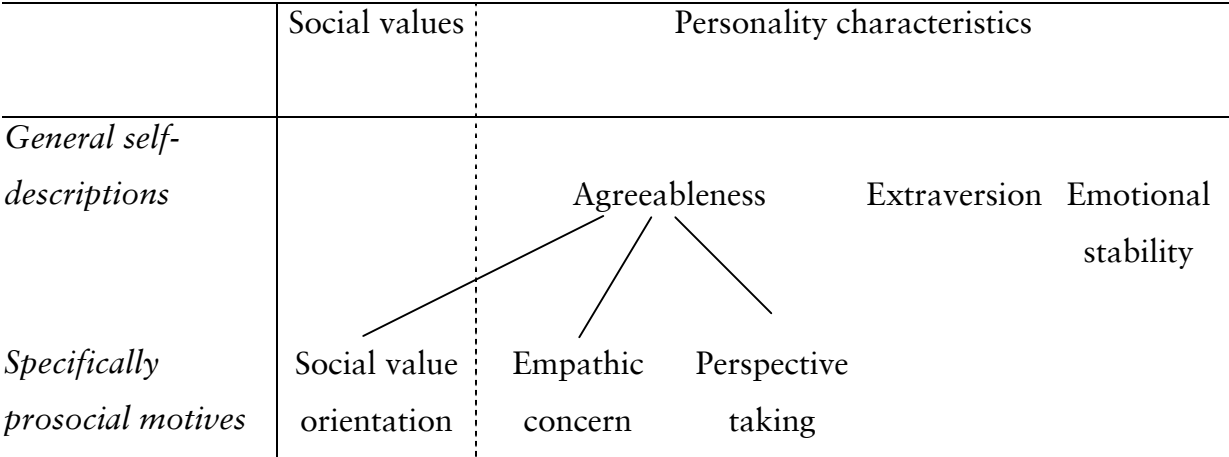 Social values Personality characteristics
General self-
descriptions Agreeableness Extraversion Emotional
stability
Specifically Social value Empathic Perspective
prosocial motives orientation concern taking